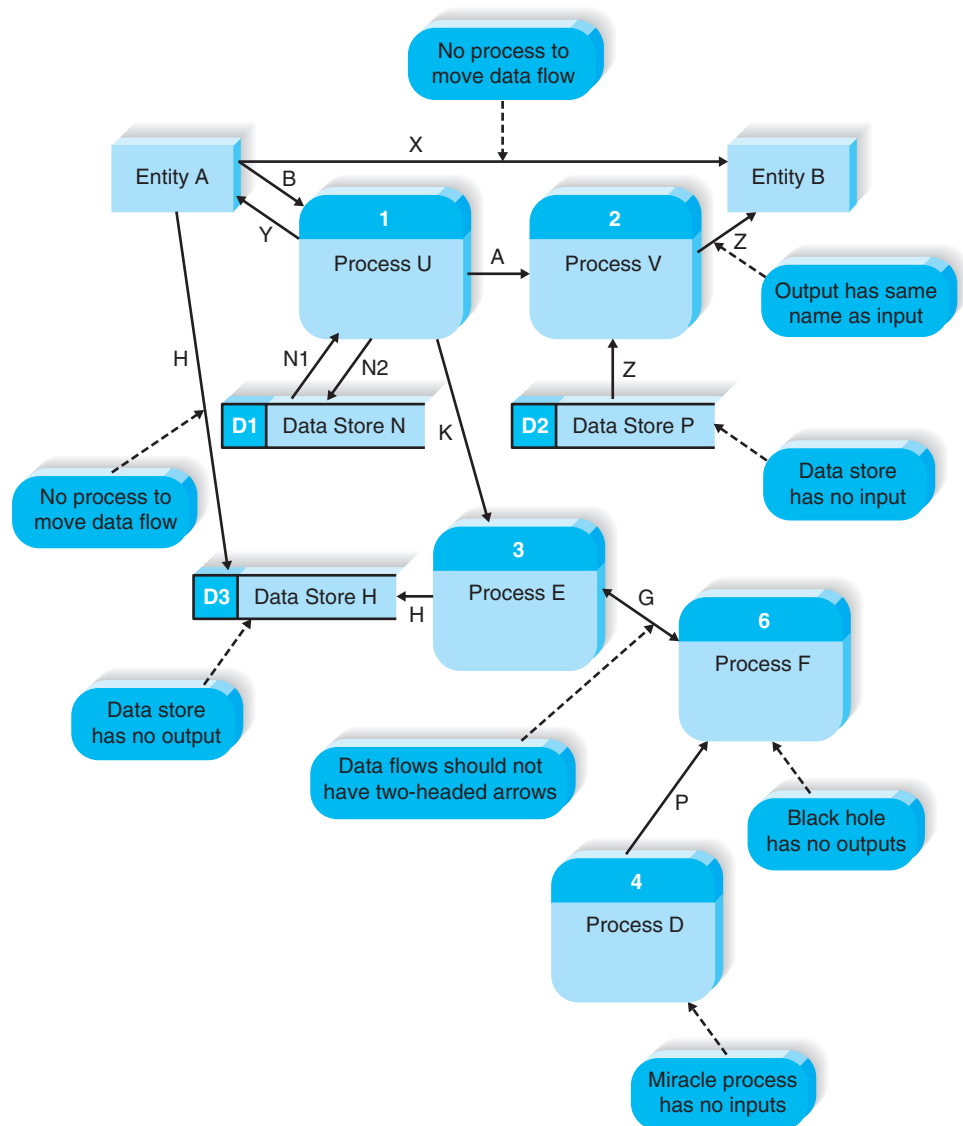 No process to
move data flow
X
Entity A
Entity B
B
Y
1
Process U
A
2
Process V
Z
Output has same
name as input
H
N1
N2
Z
D1 Data Store N
K
D2 Data Store P
No process to
move data flow
Data store
has no input
3
Process E
D3 Data Store H
H
G
6
Process F
Data store
has no output
Data flows should not
have two-headed arrows
P
Black hole
has no outputs
4
Process D
Miracle process
has no inputs